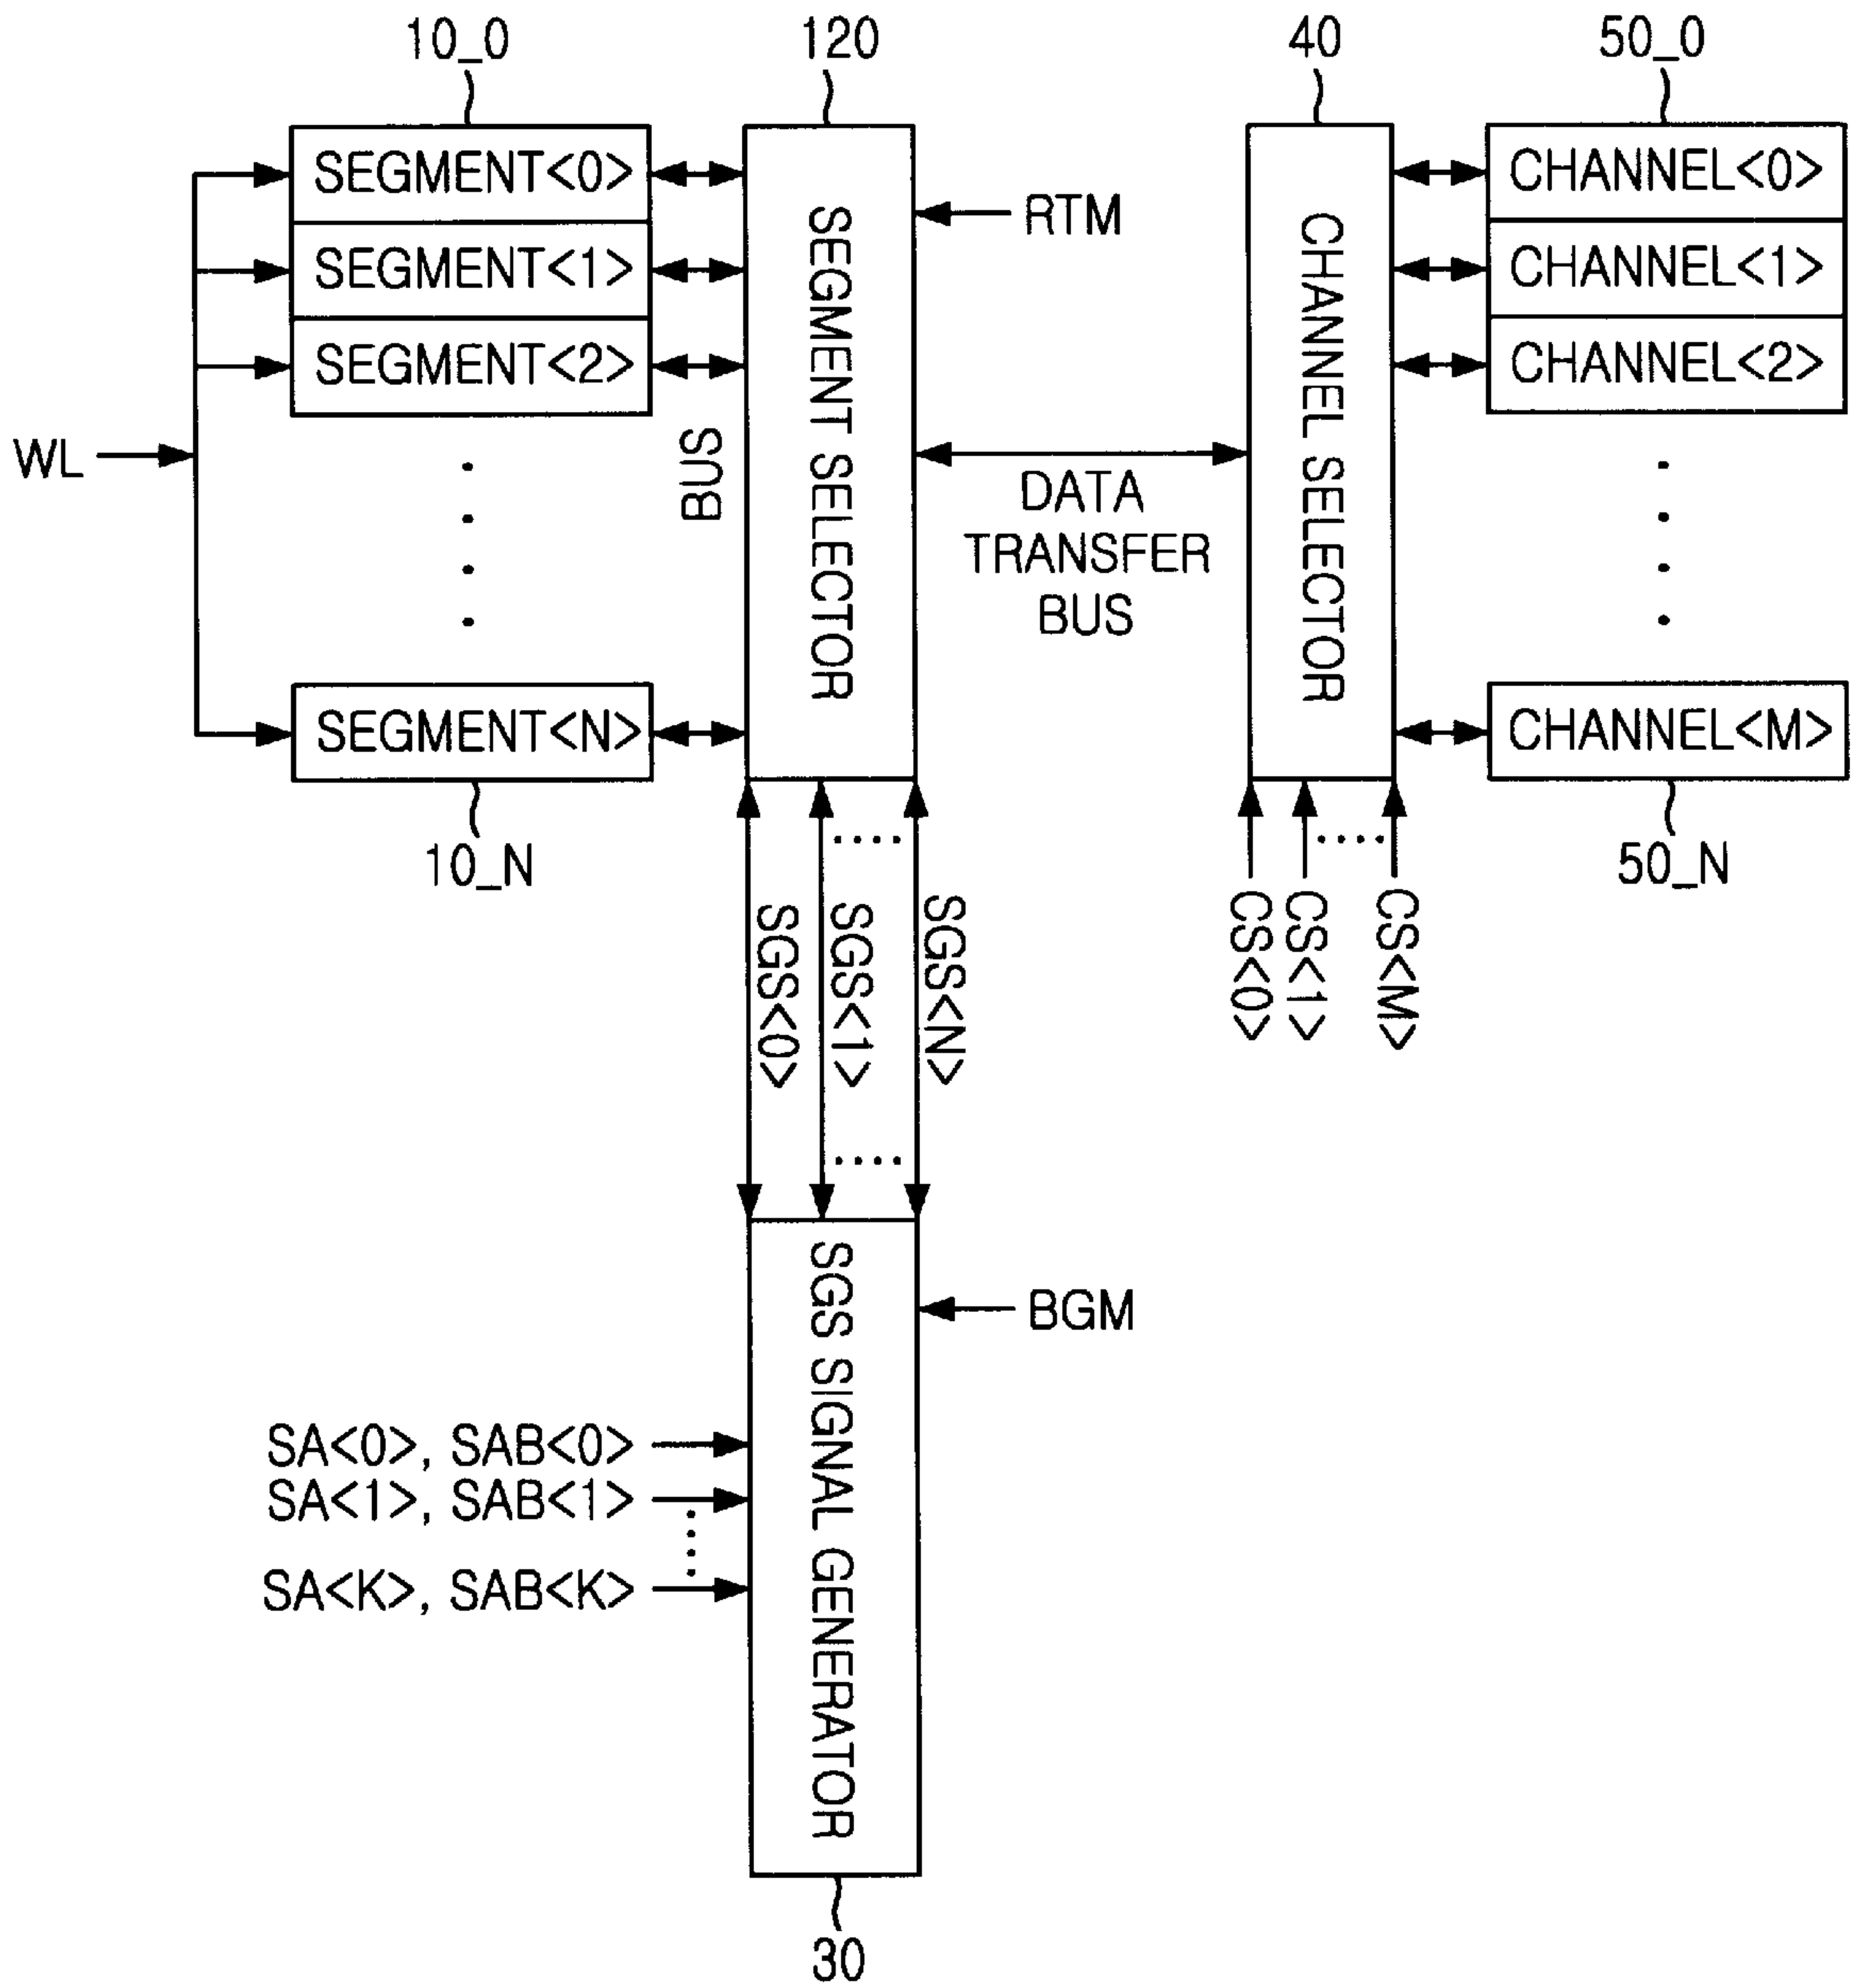 10_0
120
40
50_0
SEGMENT<0>
SEGMENT<1>
SEGMENT<2>
SEGMENT<N>
10_N
WL
BUS
SEGMENT SELECTOR
RTM
DATA
TRANSFER
BUS
CHANNEL SELECTOR
CHANNEL<0>
CHANNEL<1>
CHANNEL<2>
CHANNEL<M>
50_N
SGS<0>
SGS<1>
SGS<N>
CS<0>
CS<1>
CS<M>
SGS SIGNAL GENERATOR
BGM
SA<0>, SAB<0>
SA<1>, SAB<1>
SA<K>, SAB<K>
30